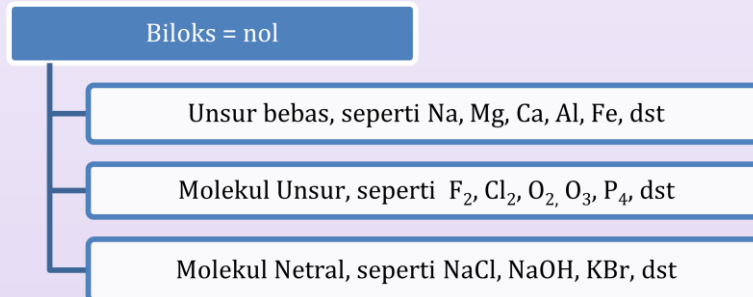 Biloks = nol
Unsur bebas, seperti Na, Mg, Ca, Al, Fe, dst
Molekul Unsur, seperti F₂, Cl₂, O₂, O₃, P₄, dst
Molekul Netral, seperti NaCl, NaOH, KBr, dst